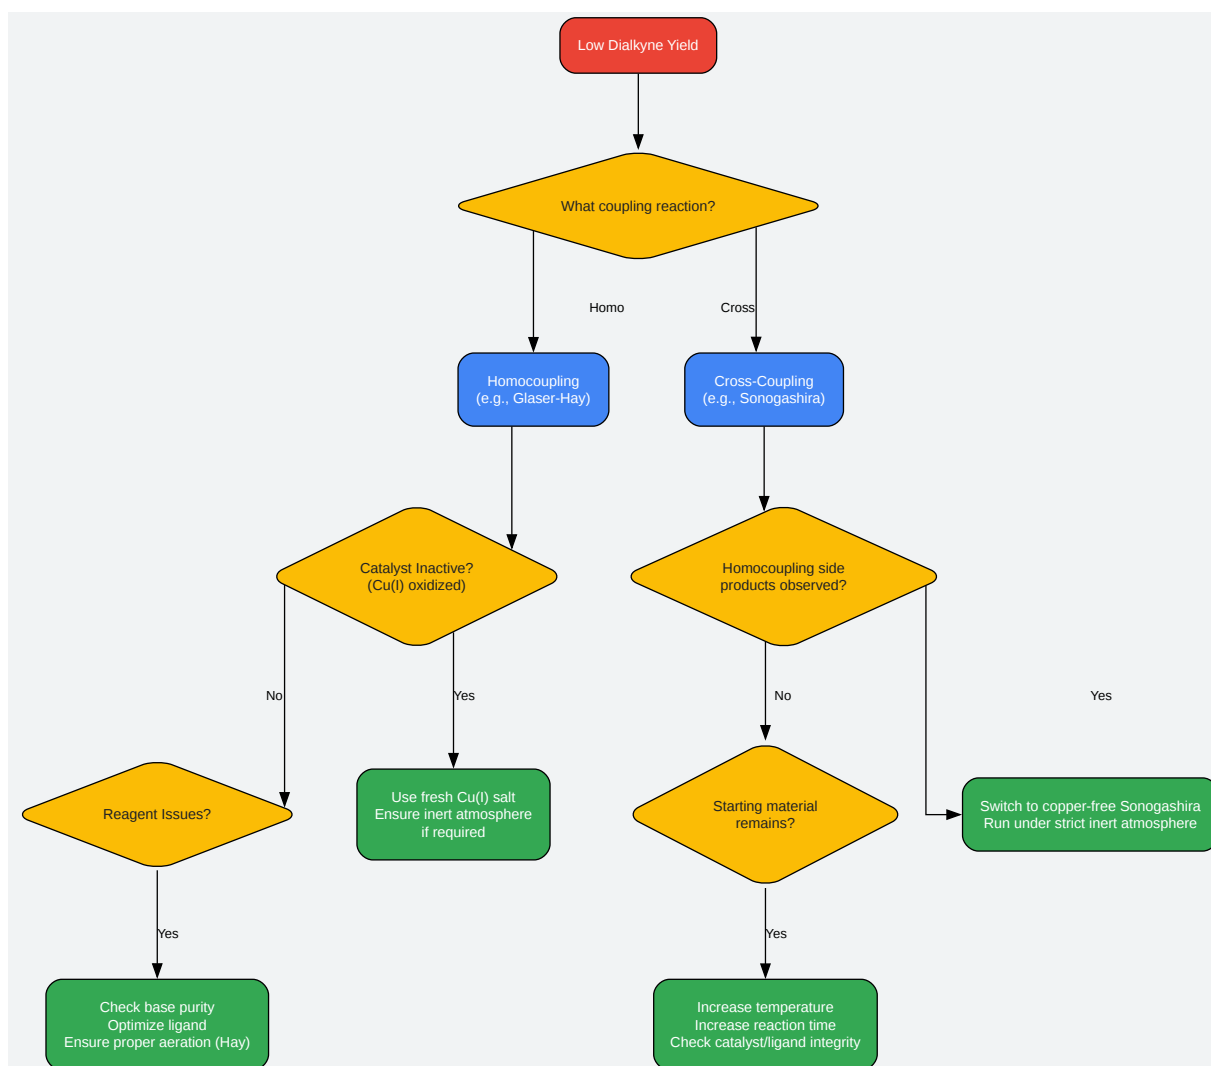 Low Dialkyne Yield
What coupling reaction?
Homo
Cross
Homocoupling
(e.g., Glaser-Hay)
Cross-Coupling
(e.g., Sonogashira)
Catalyst Inactive?
(Cu(I) oxidized)
Homocoupling side
products observed?
No
Yes
No
Yes
Reagent Issues?
Use fresh Cu(I) salt
Ensure inert atmosphere
if required
Starting material
remains?
Switch to copper-free Sonogashira
Run under strict inert atmosphere
Yes
Yes
Check base purity
Optimize ligand
Ensure proper aeration (Hay)
Increase temperature
Increase reaction time
Check catalyst/ligand integrity